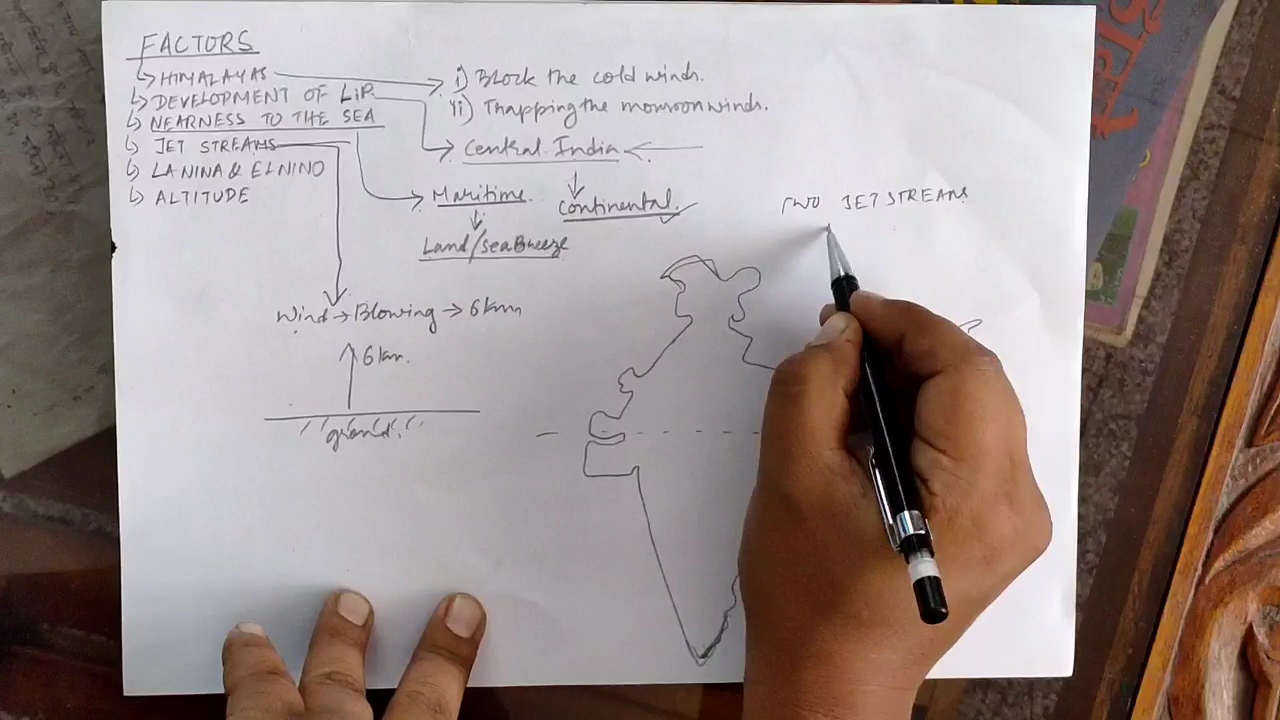 FACTORS
↳ HIMALAYAS
↳ DEVELOPMENT OF L.P.
↳ NEARNESS TO THE SEA
↳ JET STREAMS
↳ LA NINA & EL NINO
↳ ALTITUDE
i) Block the cold winds.
ii) Thapping the monsoon winds.
Central India
Maritime
Continental
Land/Sea Breeze
TWO JET STREAMS
Wind → Blowing → 6 km
6 km.
ground.